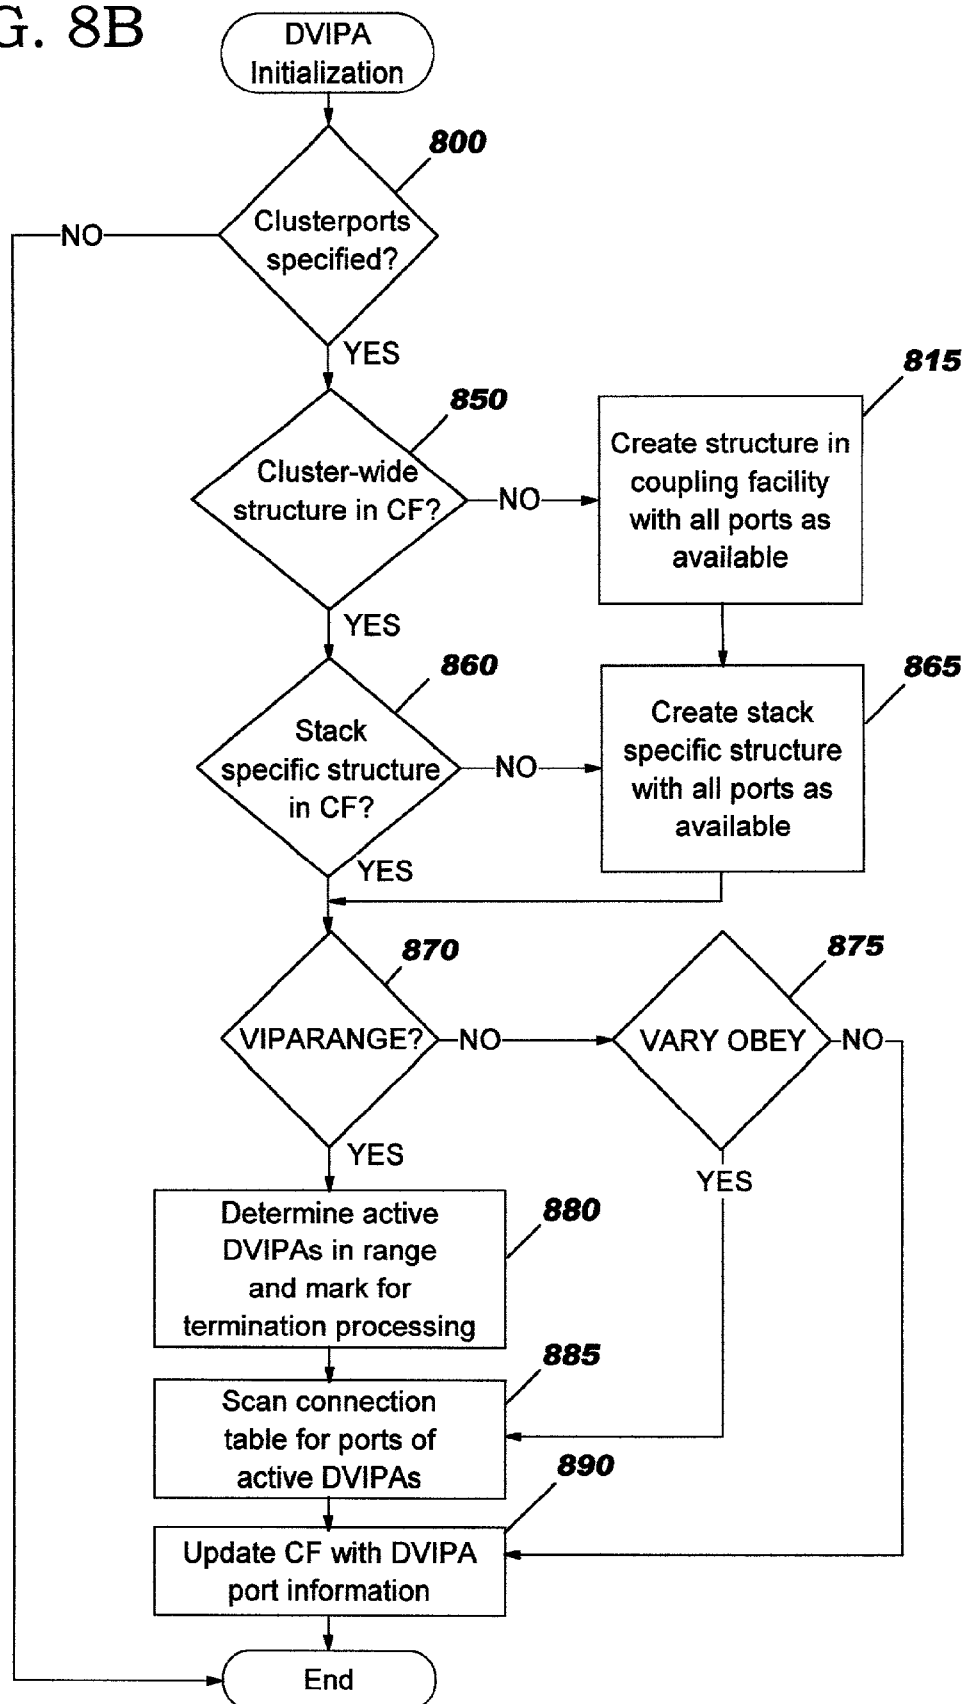 G. 8B
DVIPA
Initialization
800
Clusterports
specified?
NO
YES
850
Cluster-wide
structure in CF?
NO
815
Create structure in
coupling facility
with all ports as
available
YES
860
Stack
specific structure
in CF?
NO
865
Create stack
specific structure
with all ports as
available
YES
870
VIPARANGE?
NO
875
VARY OBEY
NO
YES
YES
880
Determine active
DVIPAs in range
and mark for
termination processing
885
Scan connection
table for ports of
active DVIPAs
890
Update CF with DVIPA
port information
End